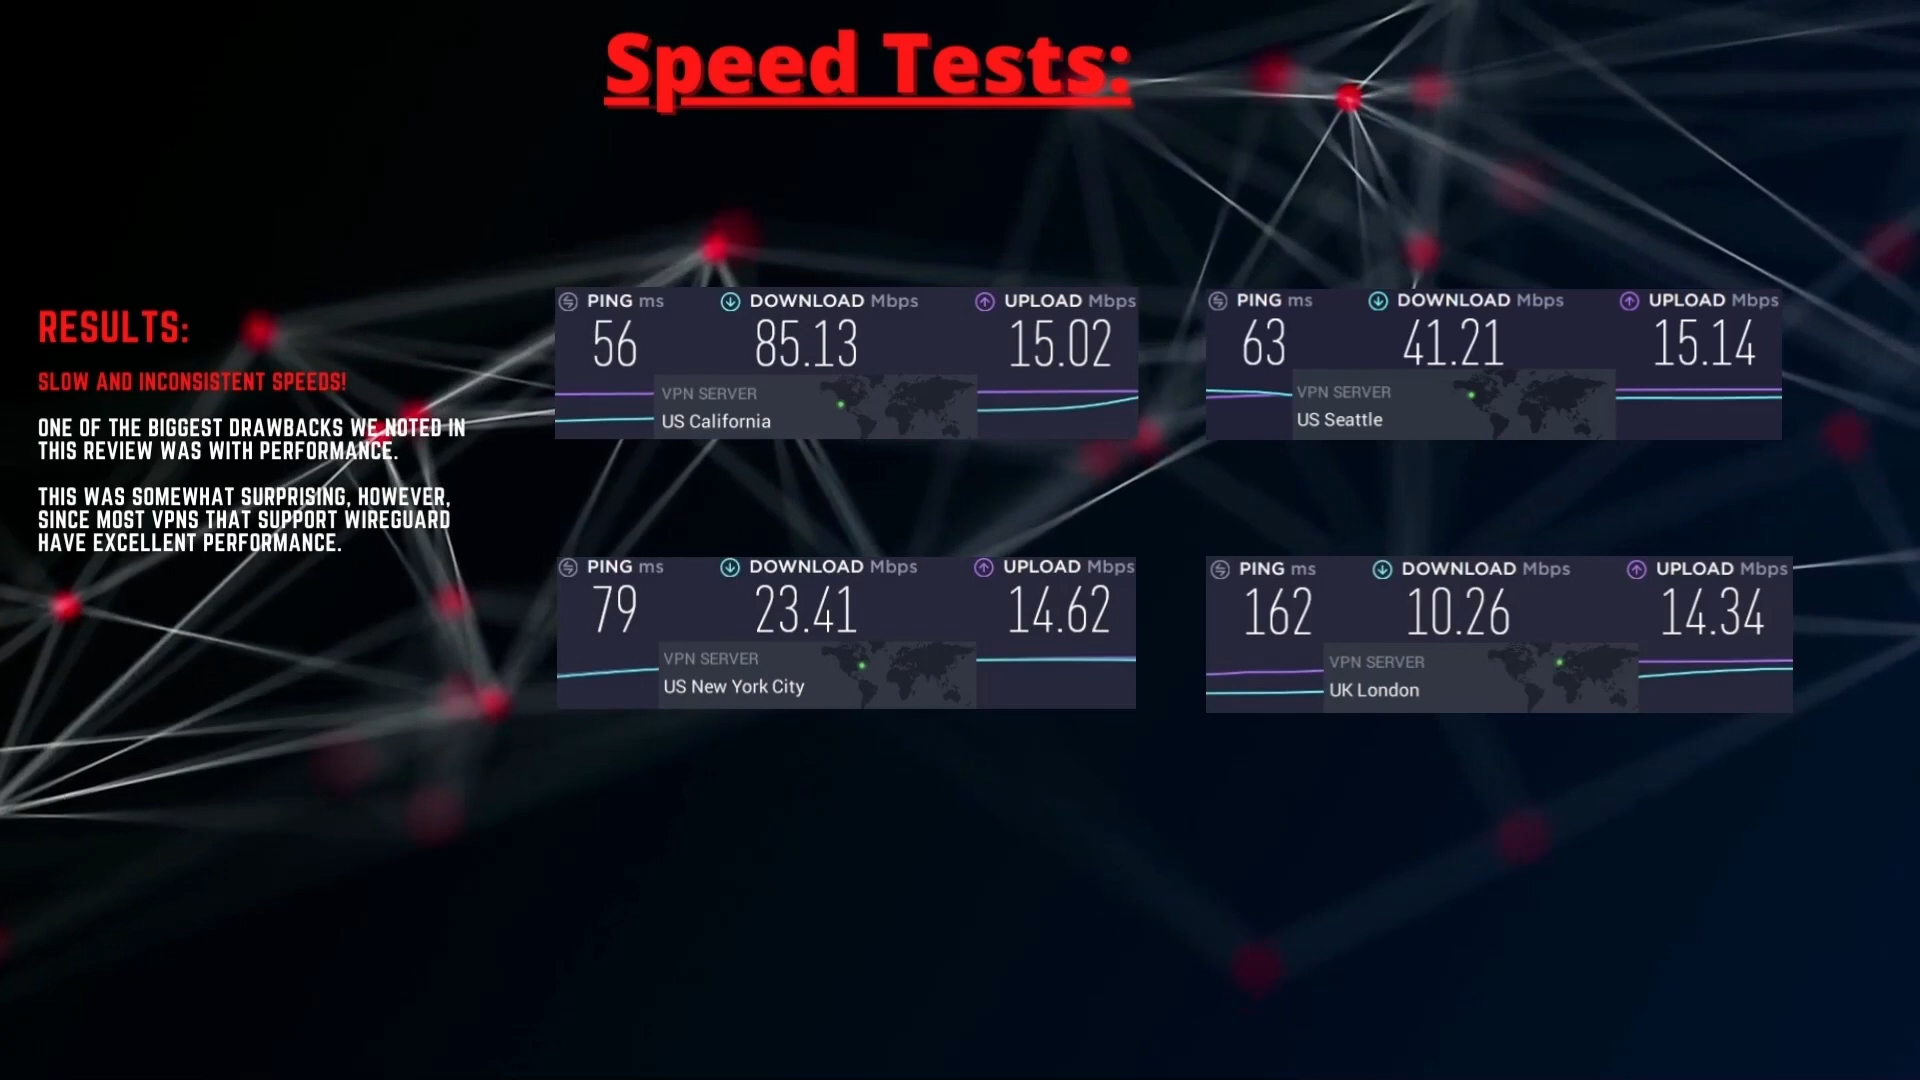 Speed Tests:
RESULTS:
SLOW AND INCONSISTENT SPEEDS!
ONE OF THE BIGGEST DRAWBACKS WE NOTED IN
THIS REVIEW WAS WITH PERFORMANCE.
THIS WAS SOMEWHAT SURPRISING, HOWEVER,
SINCE MOST VPNS THAT SUPPORT WIREGUARD
HAVE EXCELLENT PERFORMANCE.
PING ms DOWNLOAD Mbps UPLOAD Mbps
56 85.13 15.02
VPN SERVER
US California
PING ms DOWNLOAD Mbps UPLOAD Mbps
63 41.21 15.14
VPN SERVER
US Seattle
PING ms DOWNLOAD Mbps UPLOAD Mbps
79 23.41 14.62
VPN SERVER
US New York City
PING ms DOWNLOAD Mbps UPLOAD Mbps
162 10.26 14.34
VPN SERVER
UK London